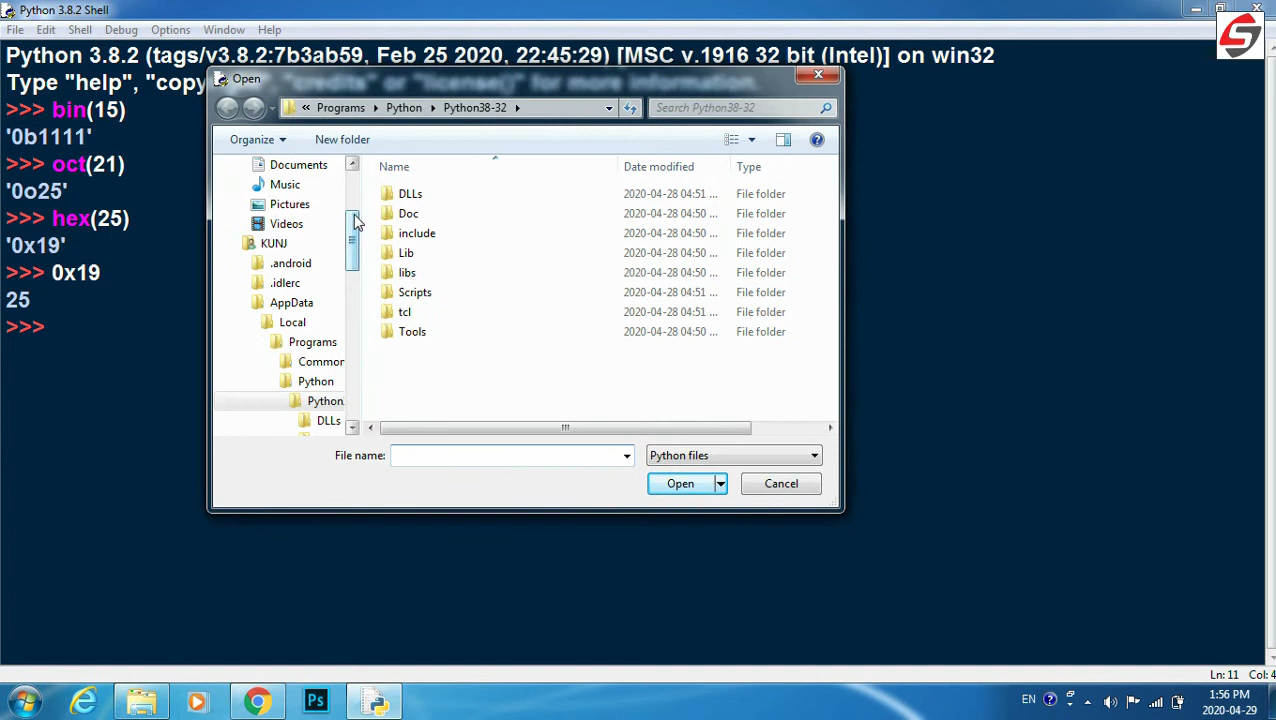 Python 3.8.2 Shell
File Edit Shell Debug Options Window Help
Python 3.8.2 (tags/v3.8.2:7b3ab59, Feb 25 2020, 22:45:29) [MSC v.1916 32 bit (Intel)] on win32
Type "help", "copy "credits" or "license()" for more information.
>>> bin(15)
'0b1111'
>>> oct(21)
'0o25'
>>> hex(25)
'0x19'
>>> 0x19
25
>>>
Open
« Programs Python Python38-32 Search Python38-32
Organize New folder
Documents
Music
Pictures
Videos
KUNJ
.android
.idlerc
AppData
Local
Programs
Common
Python
Python
DLLs
Name Date modified Type
DLLs 2020-04-28 04:51 ... File folder
Doc 2020-04-28 04:50 ... File folder
include 2020-04-28 04:50 ... File folder
Lib 2020-04-28 04:50 ... File folder
libs 2020-04-28 04:50 ... File folder
Scripts 2020-04-28 04:51 ... File folder
tcl 2020-04-28 04:51 ... File folder
Tools 2020-04-28 04:50 ... File folder
File name: Python files
Open Cancel
Ln: 11 Col: 4
Ps
EN 1:56 PM
2020-04-29